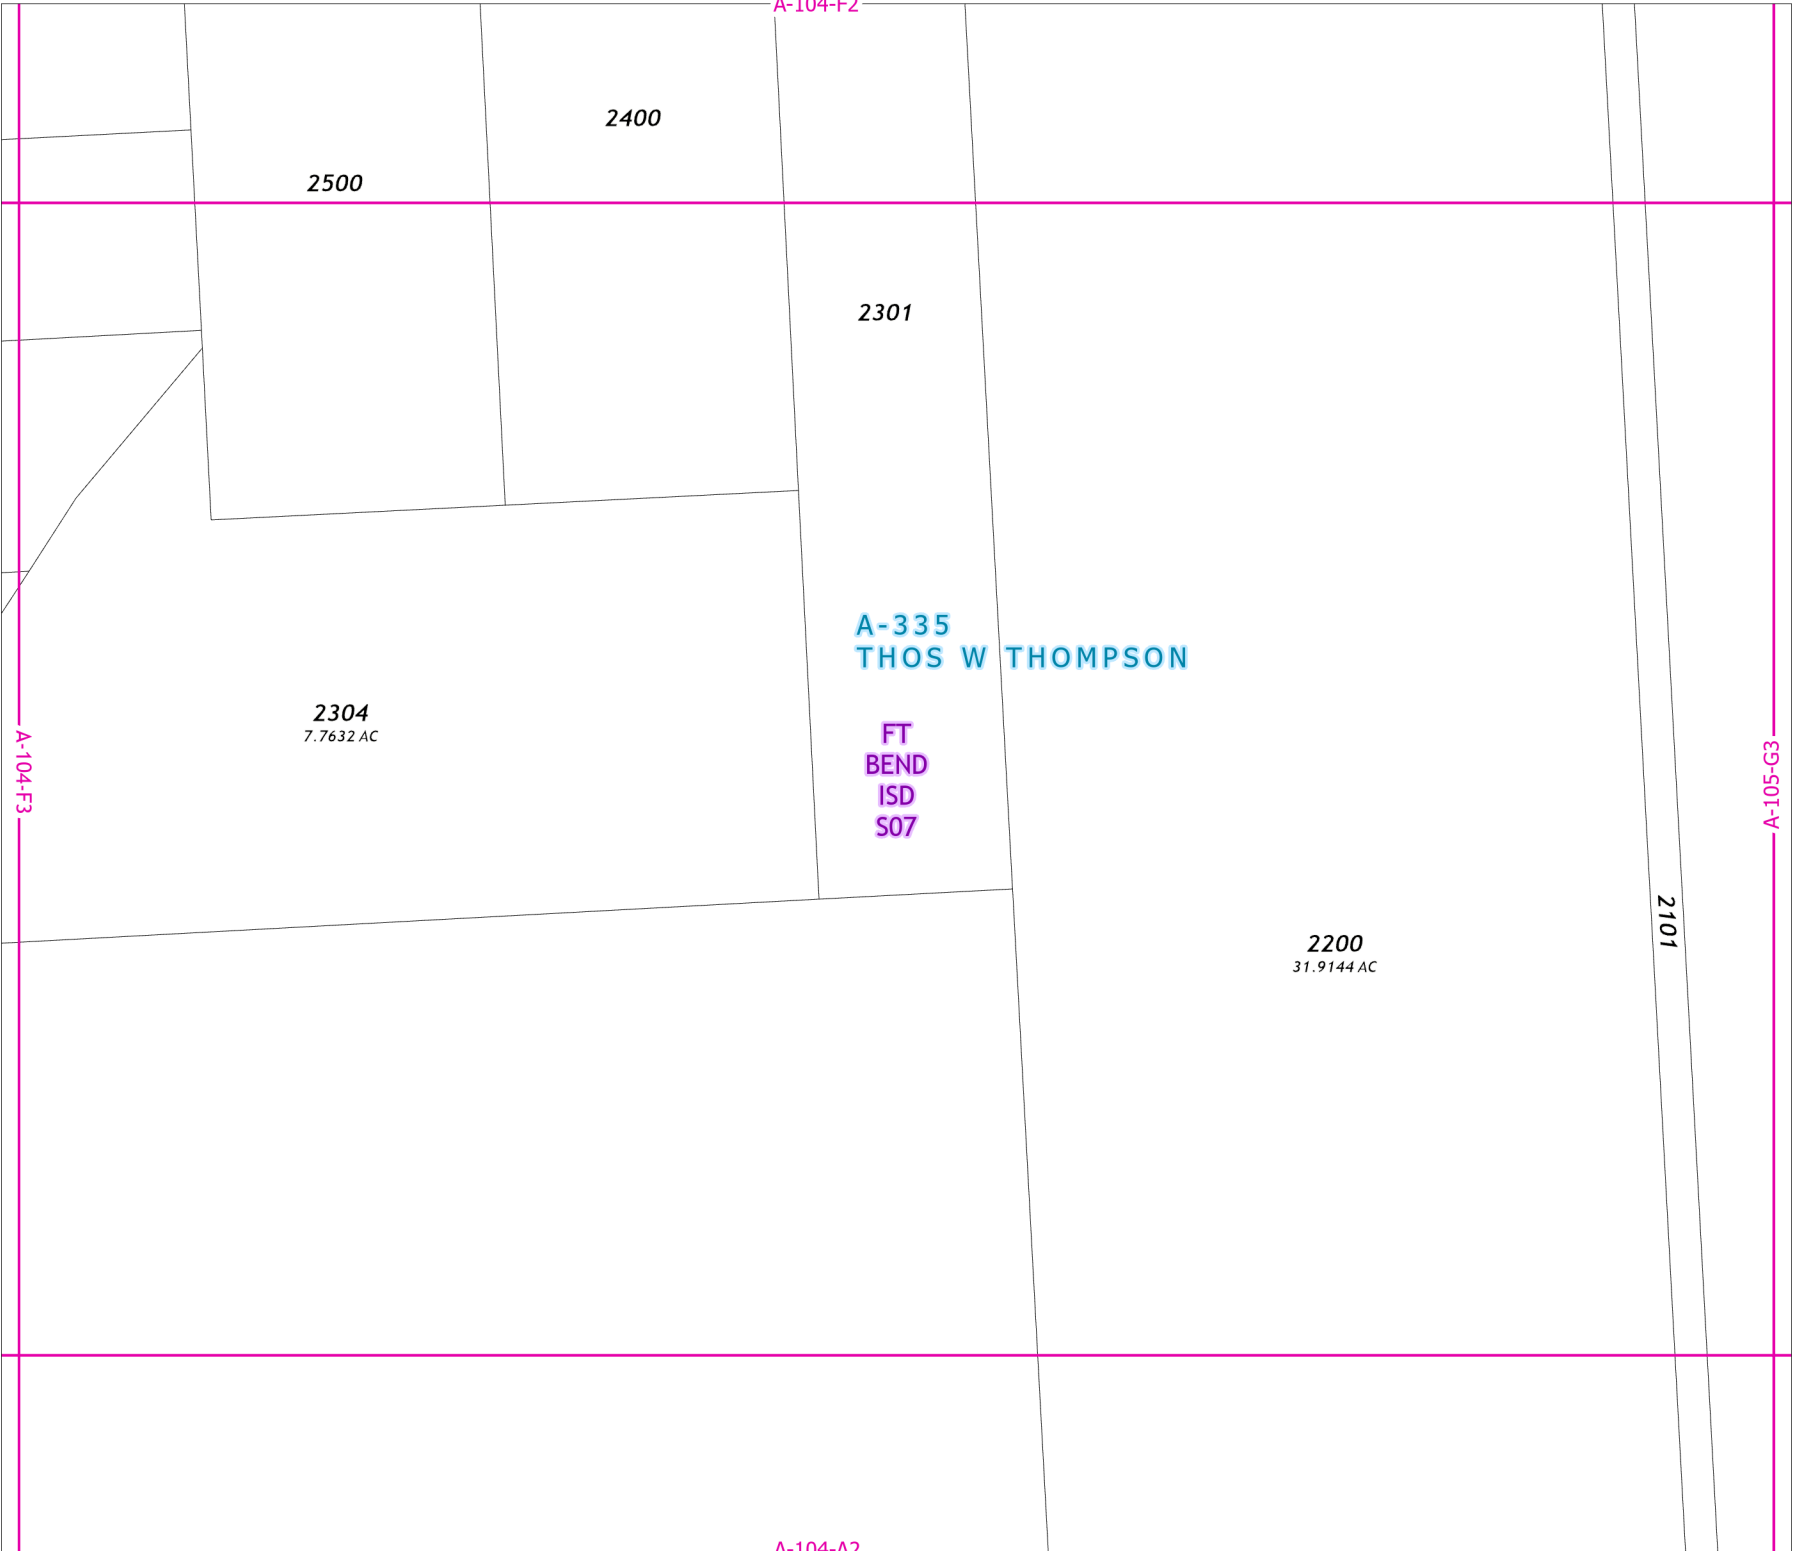 A-104-F2
2400
2500
2301
A-335
THOS W THOMPSON
2304
7.7632 AC
FT
BEND
ISD
S07
A-104-F3
A-105-G3
2101
2200
31.9144 AC
A-104-A2